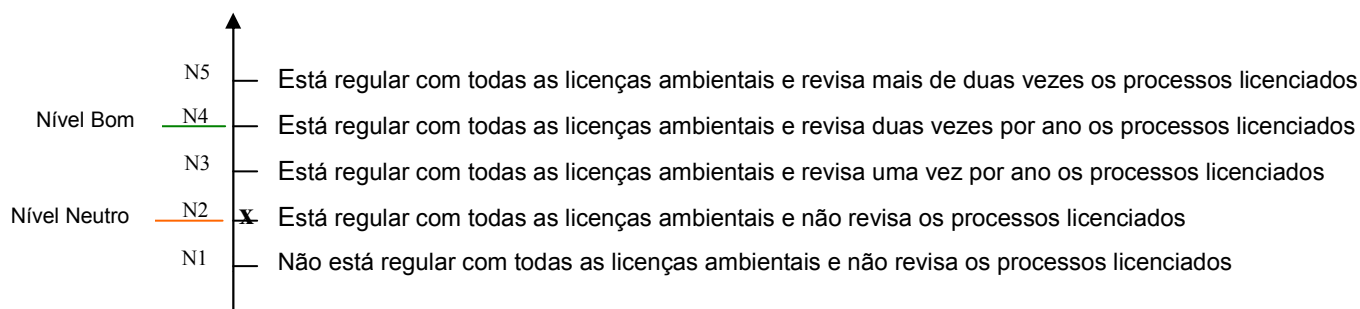 N5 Está regular com todas as licenças ambientais e revisa mais de duas vezes os processos licenciados
Nível Bom N4 Está regular com todas as licenças ambientais e revisa duas vezes por ano os processos licenciados
N3 Está regular com todas as licenças ambientais e revisa uma vez por ano os processos licenciados
Nível Neutro N2 x Está regular com todas as licenças ambientais e não revisa os processos licenciados
N1 Não está regular com todas as licenças ambientais e não revisa os processos licenciados